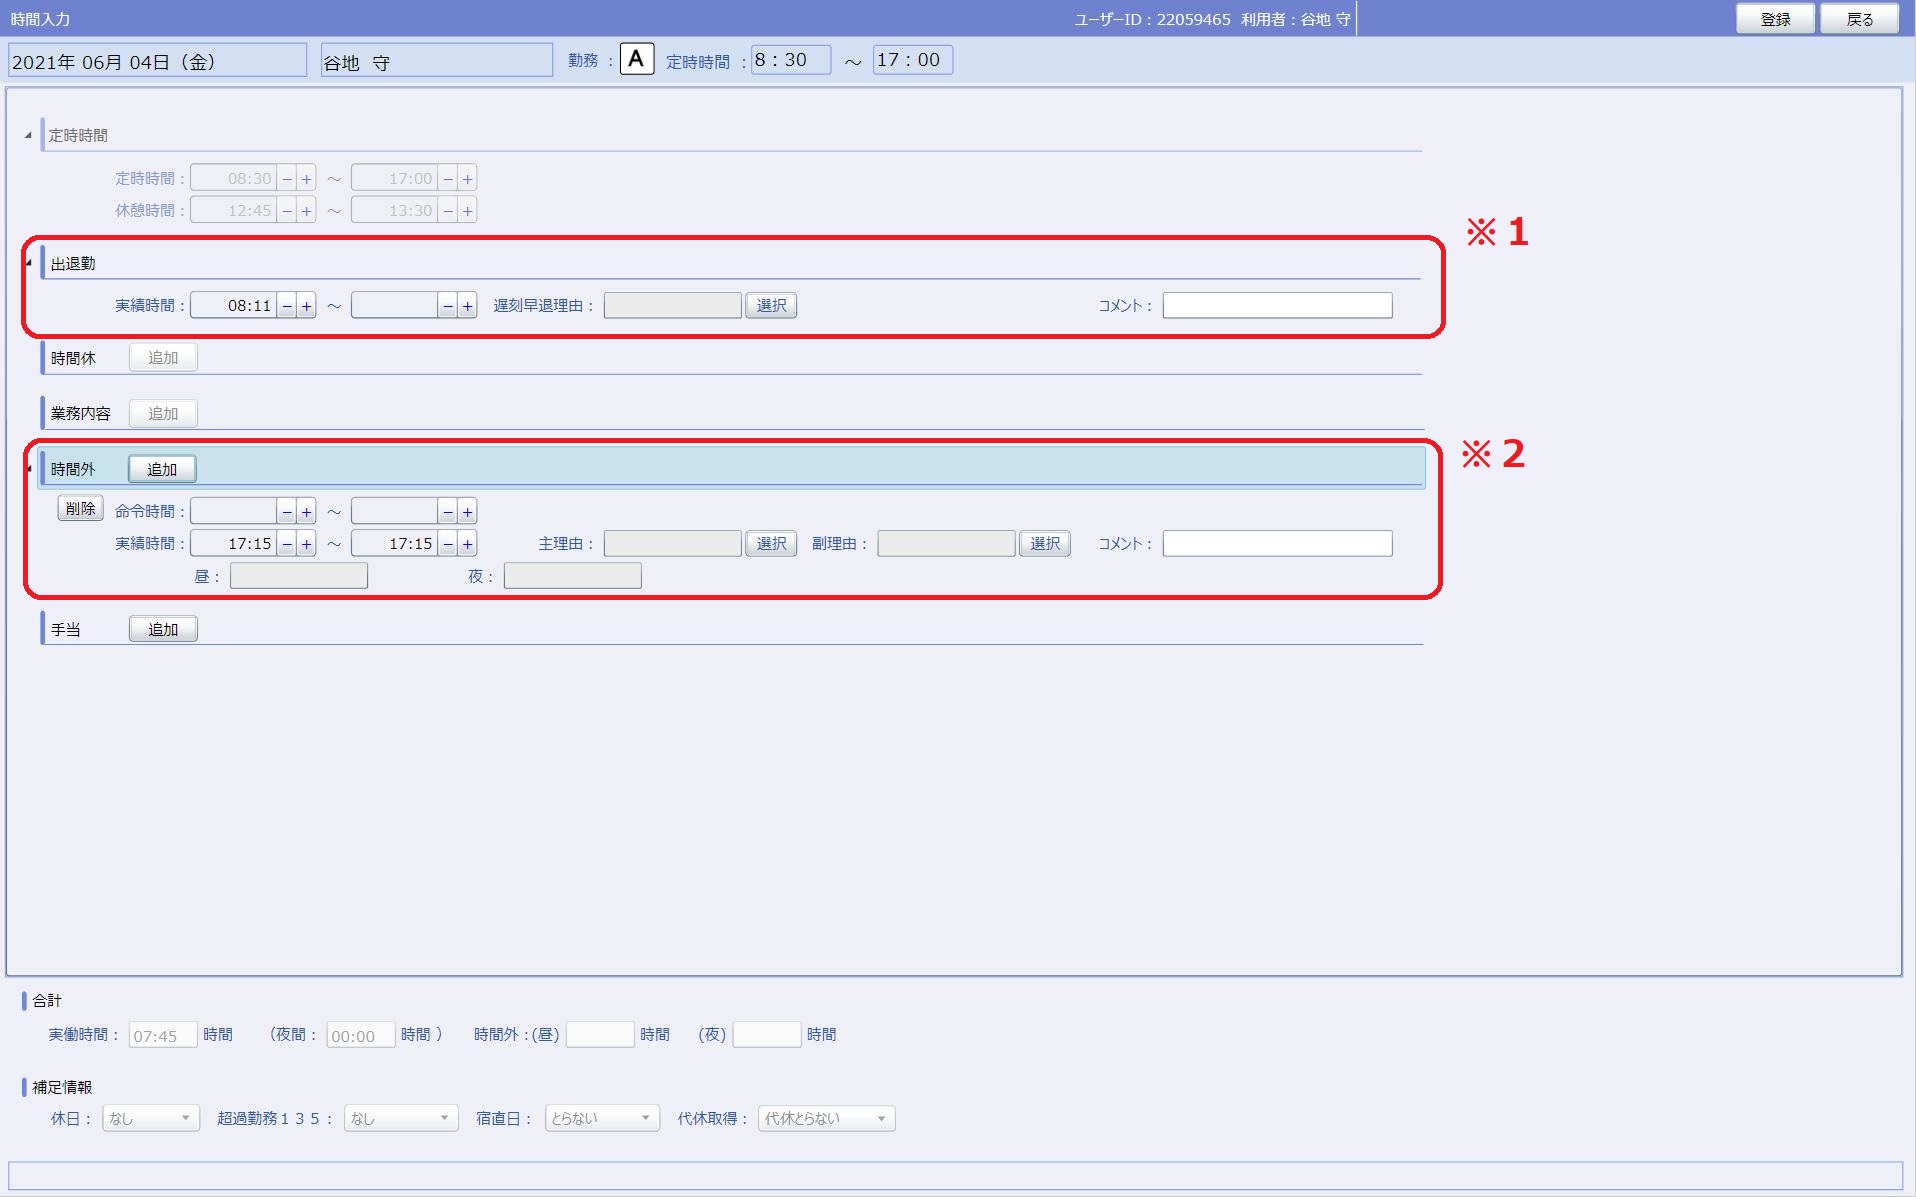 時間入力 ユーザーID：22059465 利用者：谷地 守 登録 戻る
2021年 06月 04日（金） 谷地 守 勤務 ： A 定時時間 ： 8：30 ～ 17：00
定時時間
定時時間： 08:30 － ＋ ～ 17:00 － ＋
休憩時間： 12:45 － ＋ ～ 13:30 － ＋
※1
出退勤
実績時間： 08:11 － ＋ ～ － ＋ 遅刻早退理由： 選択 コメント：
時間休 追加
業務内容 追加
※2
時間外 追加
削除 命令時間： － ＋ ～ － ＋
実績時間： 17:15 － ＋ ～ 17:15 － ＋ 主理由： 選択 副理由： 選択 コメント：
昼： 夜：
手当 追加
合計
実働時間： 07:45 時間 （夜間： 00:00 時間 ） 時間外：(昼) 時間 (夜) 時間
補足情報
休日： なし 超過勤務１３５： なし 宿直日： とらない 代休取得： 代休とらない